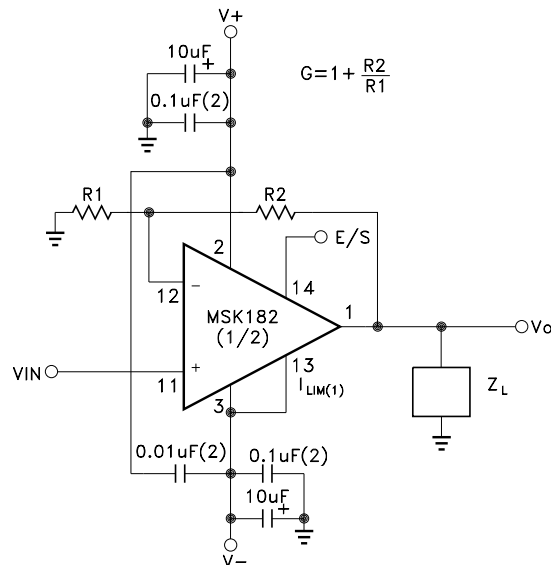 V+
10uF
+
G=1+ R2
R1
0.1uF(2)
R1
R2
2
E/S
14
12
−
MSK182
(1/2)
1
Vo
VIN
+
11
13
ILIM(1)
3
ZL
0.01uF(2)
0.1uF(2)
10uF
+
V−